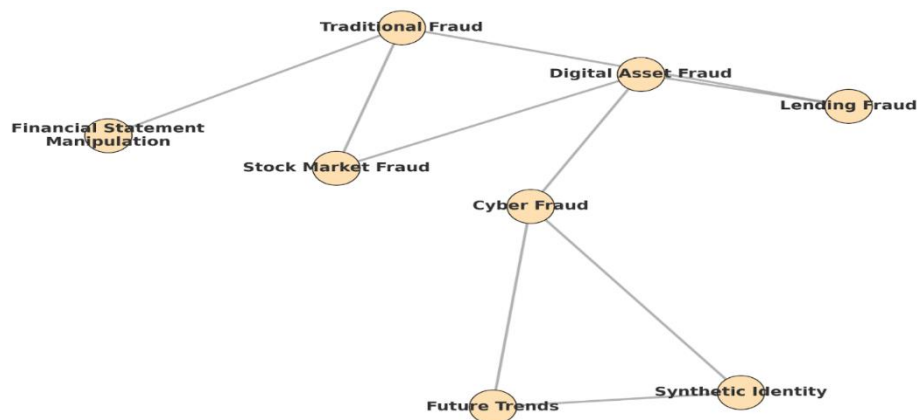 Traditional Fraud
Digital Asset Fraud
Lending Fraud
Financial Statement
Manipulation
Stock Market Fraud
Cyber Fraud
Synthetic Identity
Future Trends